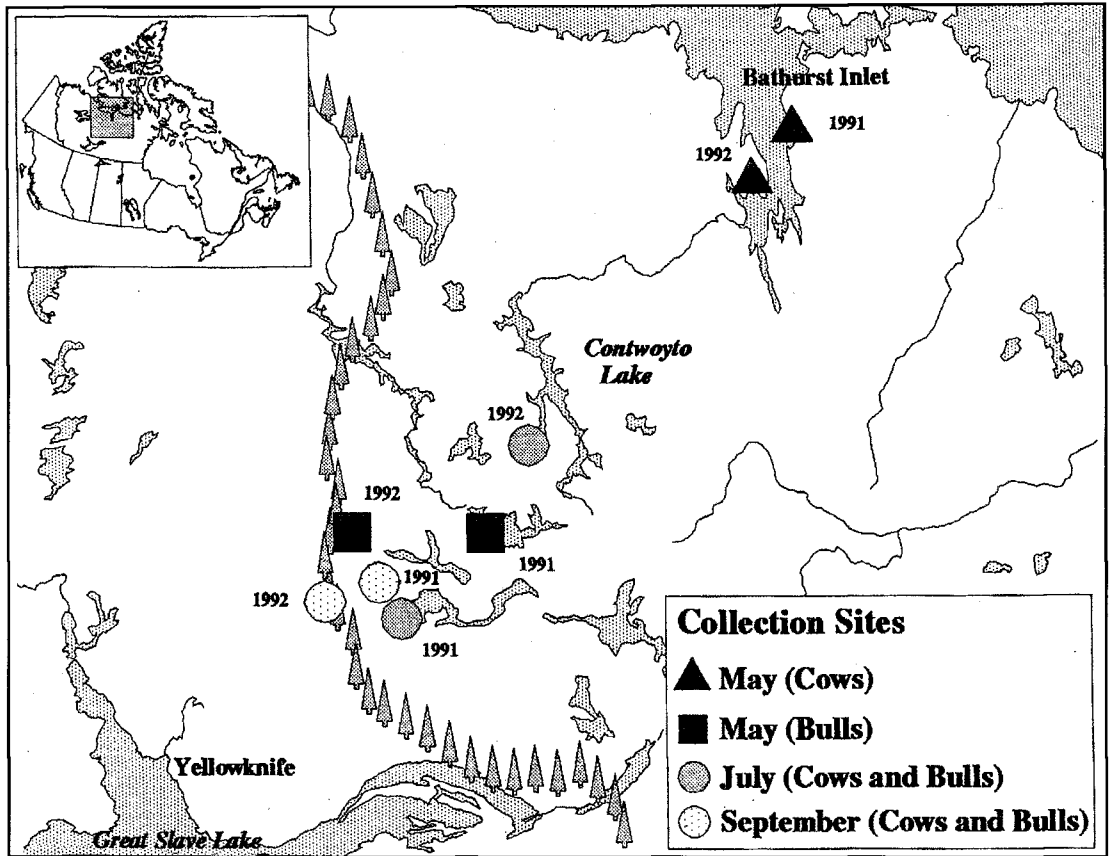 Bathurst Inlet
1991
1992
Contwoyto
Lake
1992
1992
1991
1991
1992
1991
Yellowknife
Great Slave Lake
Collection Sites
May (Cows)
May (Bulls)
July (Cows and Bulls)
September (Cows and Bulls)